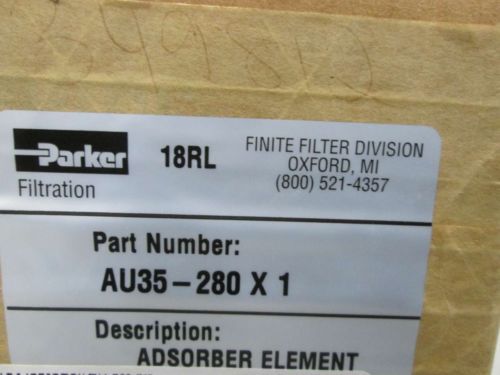 Parker
Filtration
18RL
FINITE FILTER DIVISION
OXFORD, MI
(800) 521-4357
Part Number:
AU35-280 X 1
Description:
ADSORBER ELEMENT